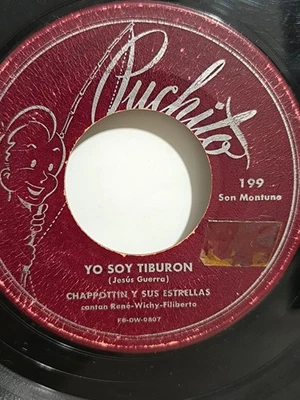 Puchito
199
Son Montuno
YO SOY TIBURON
(Jesús Guerra)
CHAPPOTTIN Y SUS ESTRELLAS
cantan René-Wichy-Filiberto
FB-OW-0807